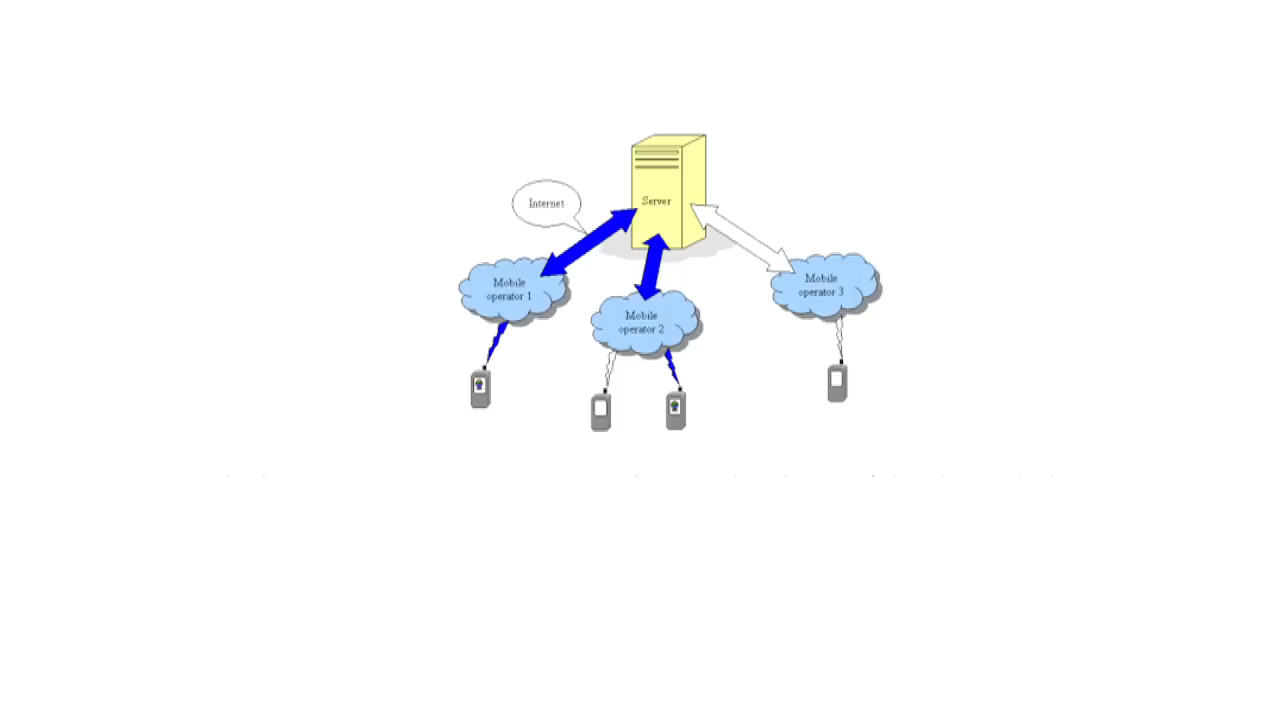 Server
Internet
Mobile
operator 1
Mobile
operator 2
Mobile
operator 3